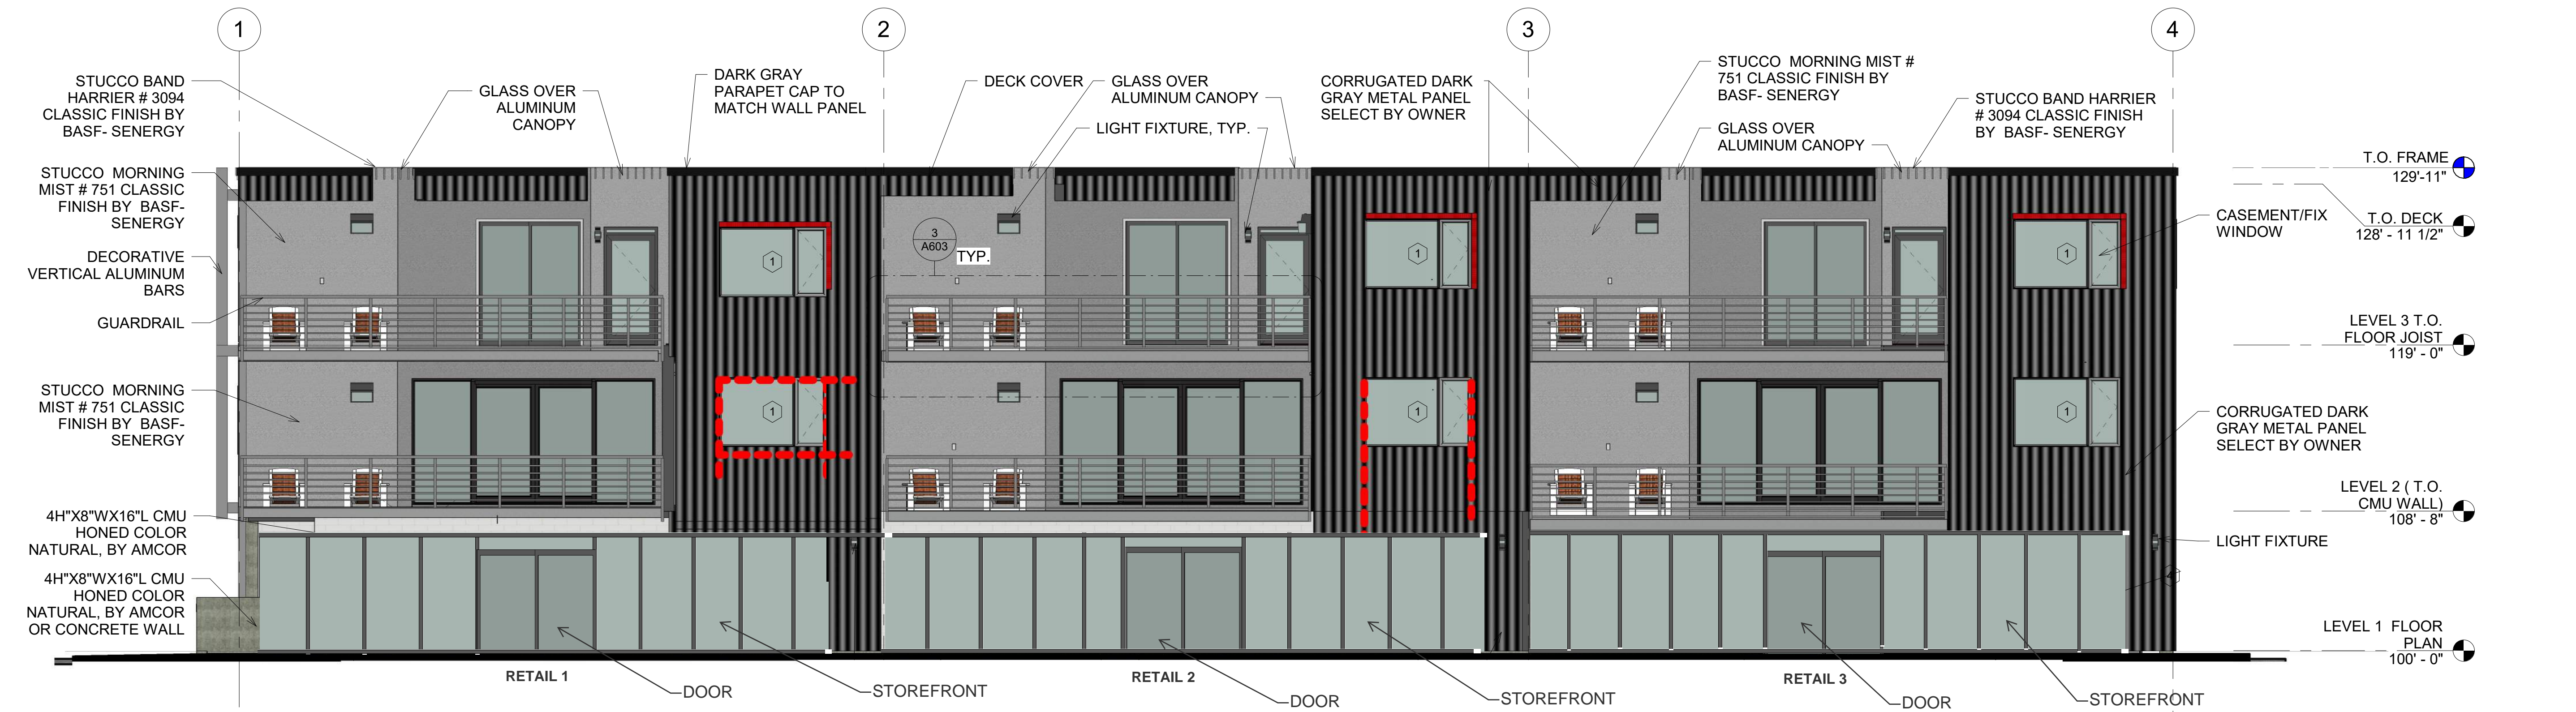 1
2
3
4
STUCCO BAND
HARRIER # 3094
CLASSIC FINISH BY
BASF- SENERGY
GLASS OVER
ALUMINUM
CANOPY
DARK GRAY
PARAPET CAP TO
MATCH WALL PANEL
DECK COVER
GLASS OVER
ALUMINUM CANOPY
LIGHT FIXTURE, TYP.
CORRUGATED DARK
GRAY METAL PANEL
SELECT BY OWNER
STUCCO MORNING MIST #
751 CLASSIC FINISH BY
BASF- SENERGY
GLASS OVER
ALUMINUM CANOPY
STUCCO BAND HARRIER
# 3094 CLASSIC FINISH
BY BASF- SENERGY
STUCCO MORNING
MIST # 751 CLASSIC
FINISH BY BASF-
SENERGY
DECORATIVE
VERTICAL ALUMINUM
BARS
GUARDRAIL
STUCCO MORNING
MIST # 751 CLASSIC
FINISH BY BASF-
SENERGY
4H"X8"WX16"L CMU
HONED COLOR
NATURAL, BY AMCOR
4H"X8"WX16"L CMU
HONED COLOR
NATURAL, BY AMCOR
OR CONCRETE WALL
3
A603
TYP.
1
1
1
1
1
1
T.O. FRAME
129'-11"
T.O. DECK
128' - 11 1/2"
CASEMENT/FIX
WINDOW
LEVEL 3 T.O.
FLOOR JOIST
119' - 0"
CORRUGATED DARK
GRAY METAL PANEL
SELECT BY OWNER
LEVEL 2 ( T.O.
CMU WALL)
108' - 8"
LIGHT FIXTURE
LEVEL 1 FLOOR
PLAN
100' - 0"
RETAIL 1
DOOR
STOREFRONT
RETAIL 2
DOOR
STOREFRONT
RETAIL 3
DOOR
STOREFRONT